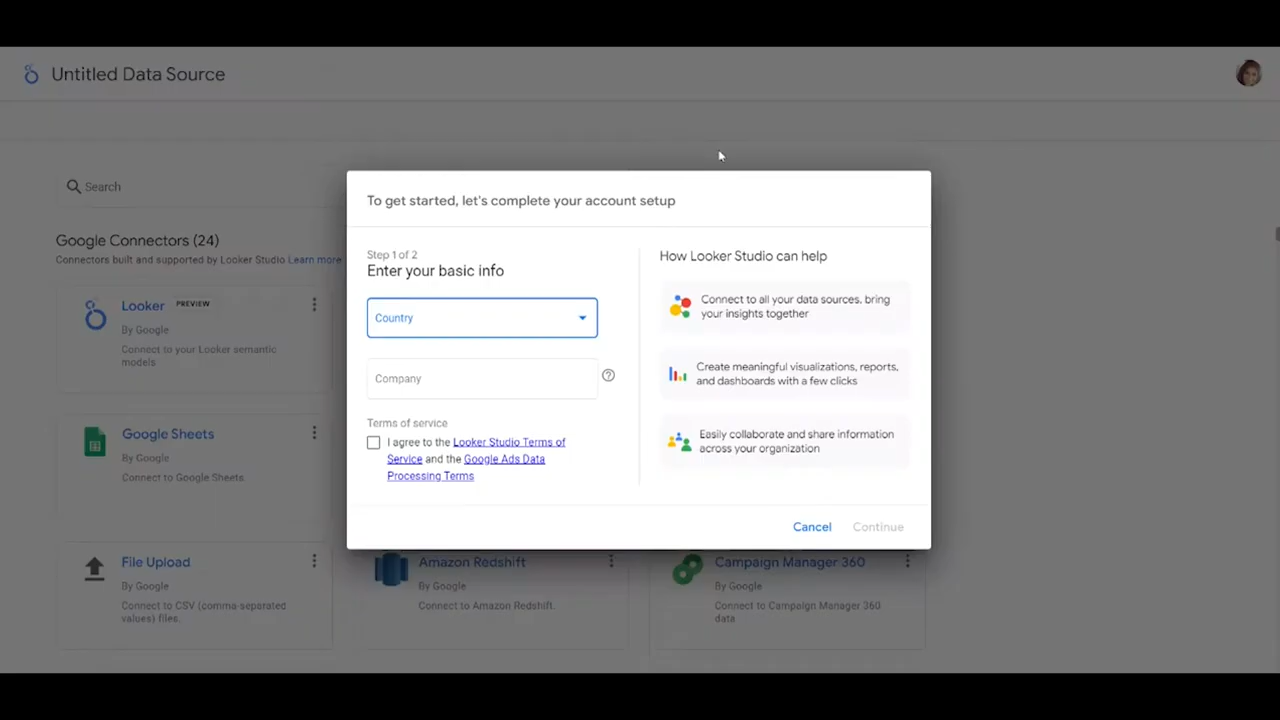 Untitled Data Source
Search
Google Connectors (24)
Connectors built and supported by Looker Studio Learn more
Looker PREVIEW
By Google
Connect to your Looker semantic
models
Google Sheets
By Google
Connect to Google Sheets.
File Upload
By Google
Connect to CSV (comma-separated
values) files.
Amazon Redshift
By Google
Connect to Amazon Redshift.
Campaign Manager 360
By Google
Connect to Campaign Manager 360
data
To get started, let's complete your account setup
Step 1 of 2
Enter your basic info
Country
Company
Terms of service
I agree to the Looker Studio Terms of
Service and the Google Ads Data
Processing Terms
How Looker Studio can help
Connect to all your data sources, bring
your insights together
Create meaningful visualizations, reports,
and dashboards with a few clicks
Easily collaborate and share information
across your organization
Cancel
Continue